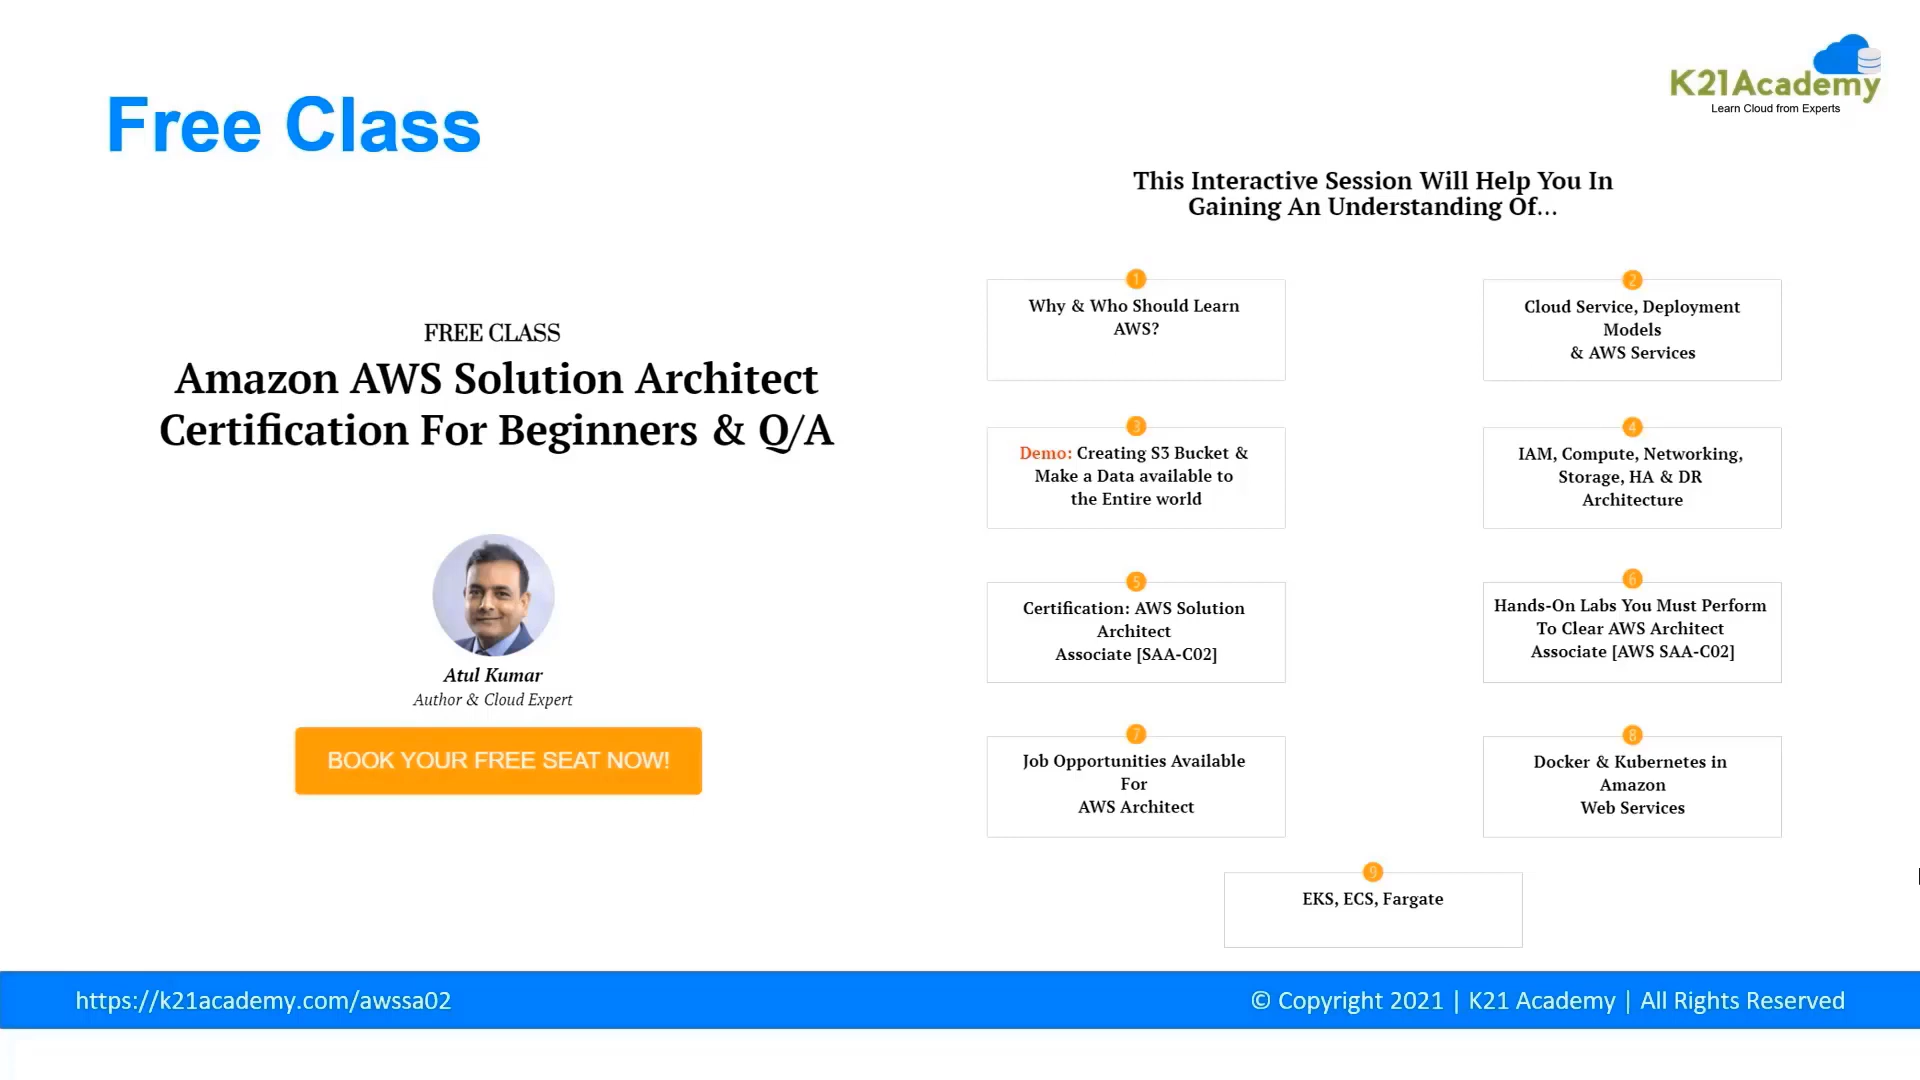 Free Class
K21Academy
Learn Cloud from Experts
FREE CLASS
Amazon AWS Solution Architect
Certification For Beginners & Q/A
Atul Kumar
Author & Cloud Expert
BOOK YOUR FREE SEAT NOW!
This Interactive Session Will Help You In
Gaining An Understanding Of...
1
Why & Who Should Learn
AWS?
2
Cloud Service, Deployment
Models
& AWS Services
3
Demo: Creating S3 Bucket &
Make a Data available to
the Entire world
4
IAM, Compute, Networking,
Storage, HA & DR
Architecture
5
Certification: AWS Solution
Architect
Associate [SAA-C02]
6
Hands-On Labs You Must Perform
To Clear AWS Architect
Associate [AWS SAA-C02]
7
Job Opportunities Available
For
AWS Architect
8
Docker & Kubernetes in
Amazon
Web Services
9
EKS, ECS, Fargate
https://k21academy.com/awssa02
© Copyright 2021 | K21 Academy | All Rights Reserved